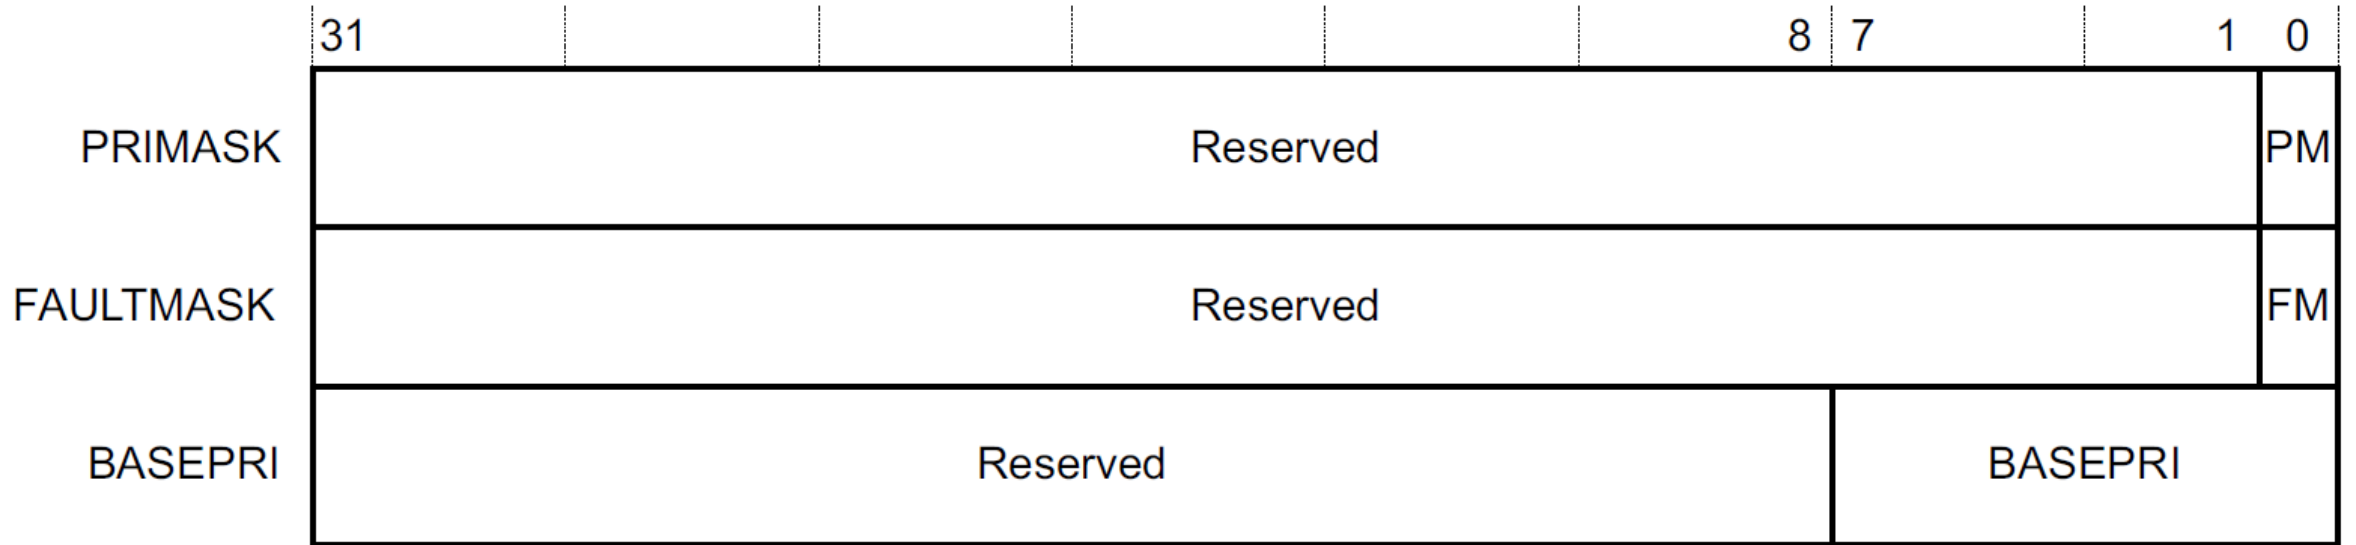 31 8 7 1 0
PRIMASK Reserved PM
FAULTMASK Reserved FM
BASEPRI Reserved BASEPRI